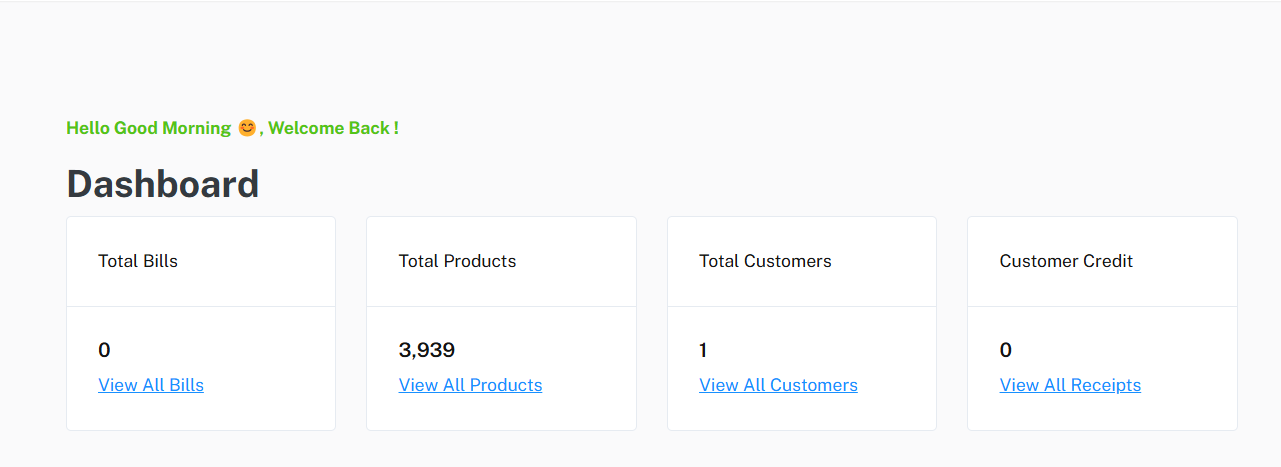 Hello Good Morning 😊, Welcome Back !
Dashboard
Total Bills
0
View All Bills
Total Products
3,939
View All Products
Total Customers
1
View All Customers
Customer Credit
0
View All Receipts